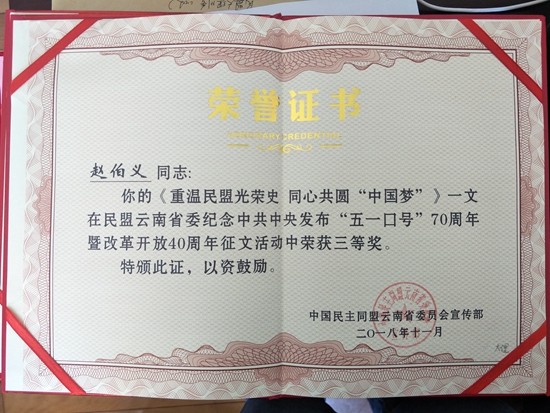 荣誉证书
HONORARY CREDENTIAL
赵伯义 同志:
你的《重温民盟光荣史 同心共圆“中国梦”》一文
在民盟云南省委纪念中共中央发布“五一口号”70周年
暨改革开放40周年征文活动中荣获三等奖。
特颁此证，以资鼓励。
中国民主同盟云南省委员会宣传部
二〇一八年十一月